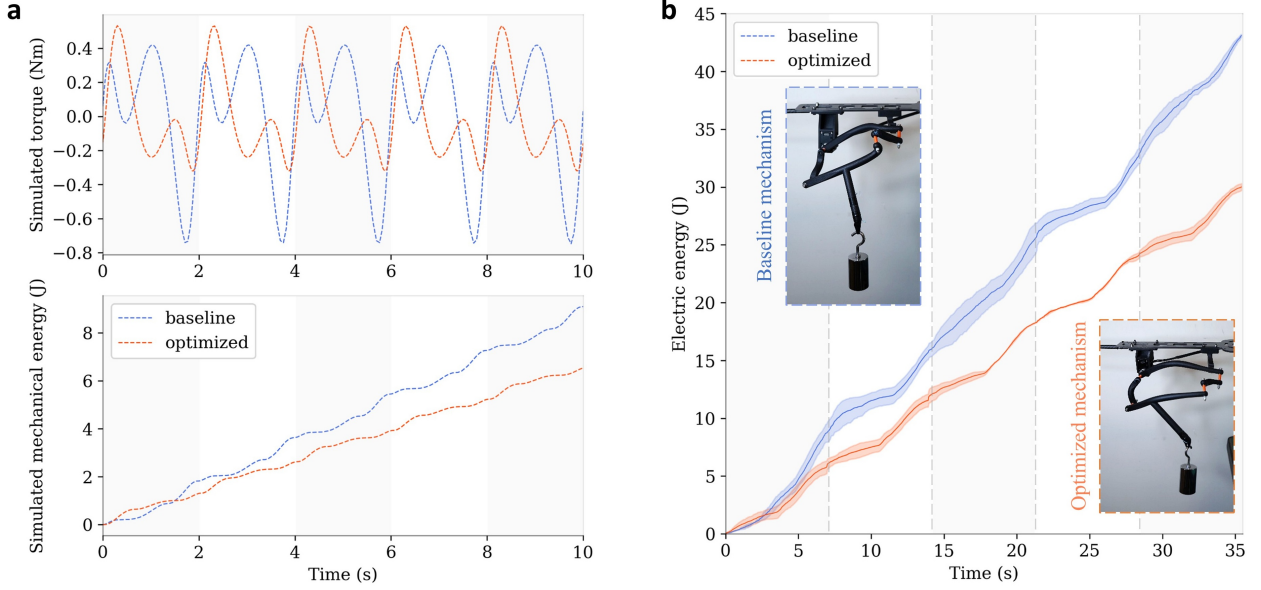 a
Simulated torque (Nm)
0.4
0.2
0.0
−0.2
−0.4
−0.6
−0.8
0 2 4 6 8 10
Simulated mechanical energy (J)
8
6
4
2
0
baseline
optimized
0 2 4 6 8 10
Time (s)
b
Electric energy (J)
45
40
35
30
25
20
15
10
5
0
baseline
optimized
Baseline mechanism
Optimized mechanism
0 5 10 15 20 25 30 35
Time (s)